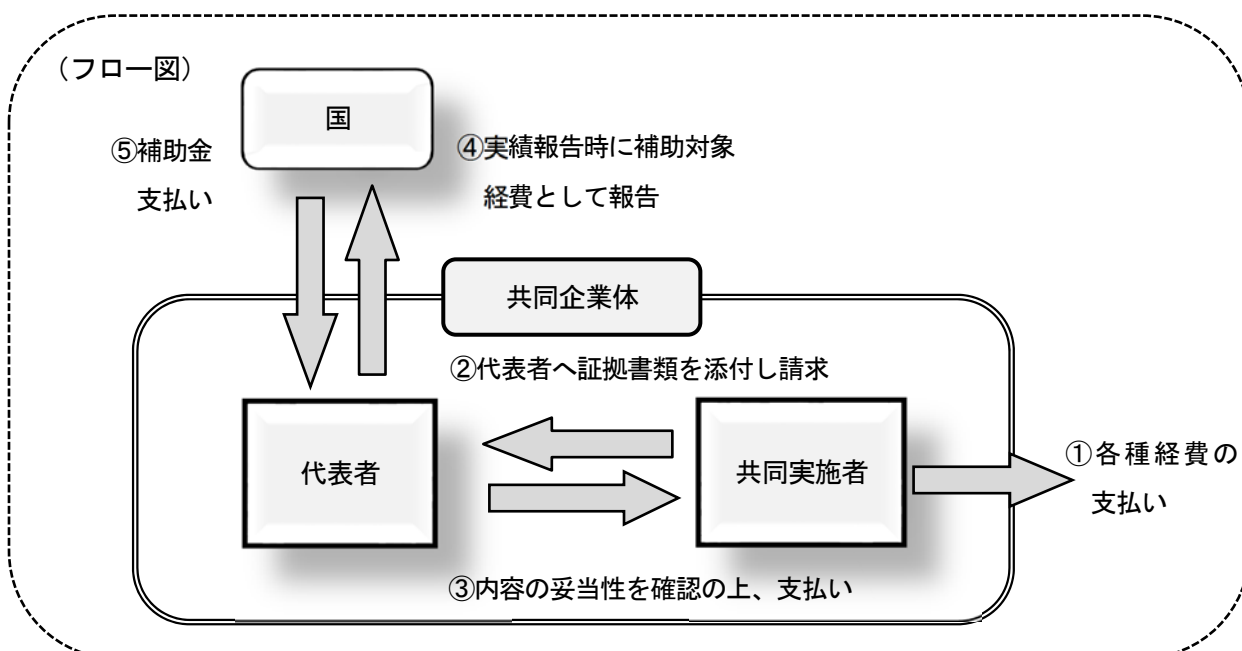 （フロー図）
国
⑤補助金
支払い
④実績報告時に補助対象
経費として報告
共同企業体
②代表者へ証拠書類を添付し請求
代表者
共同実施者
①各種経費の
支払い
③内容の妥当性を確認の上、支払い